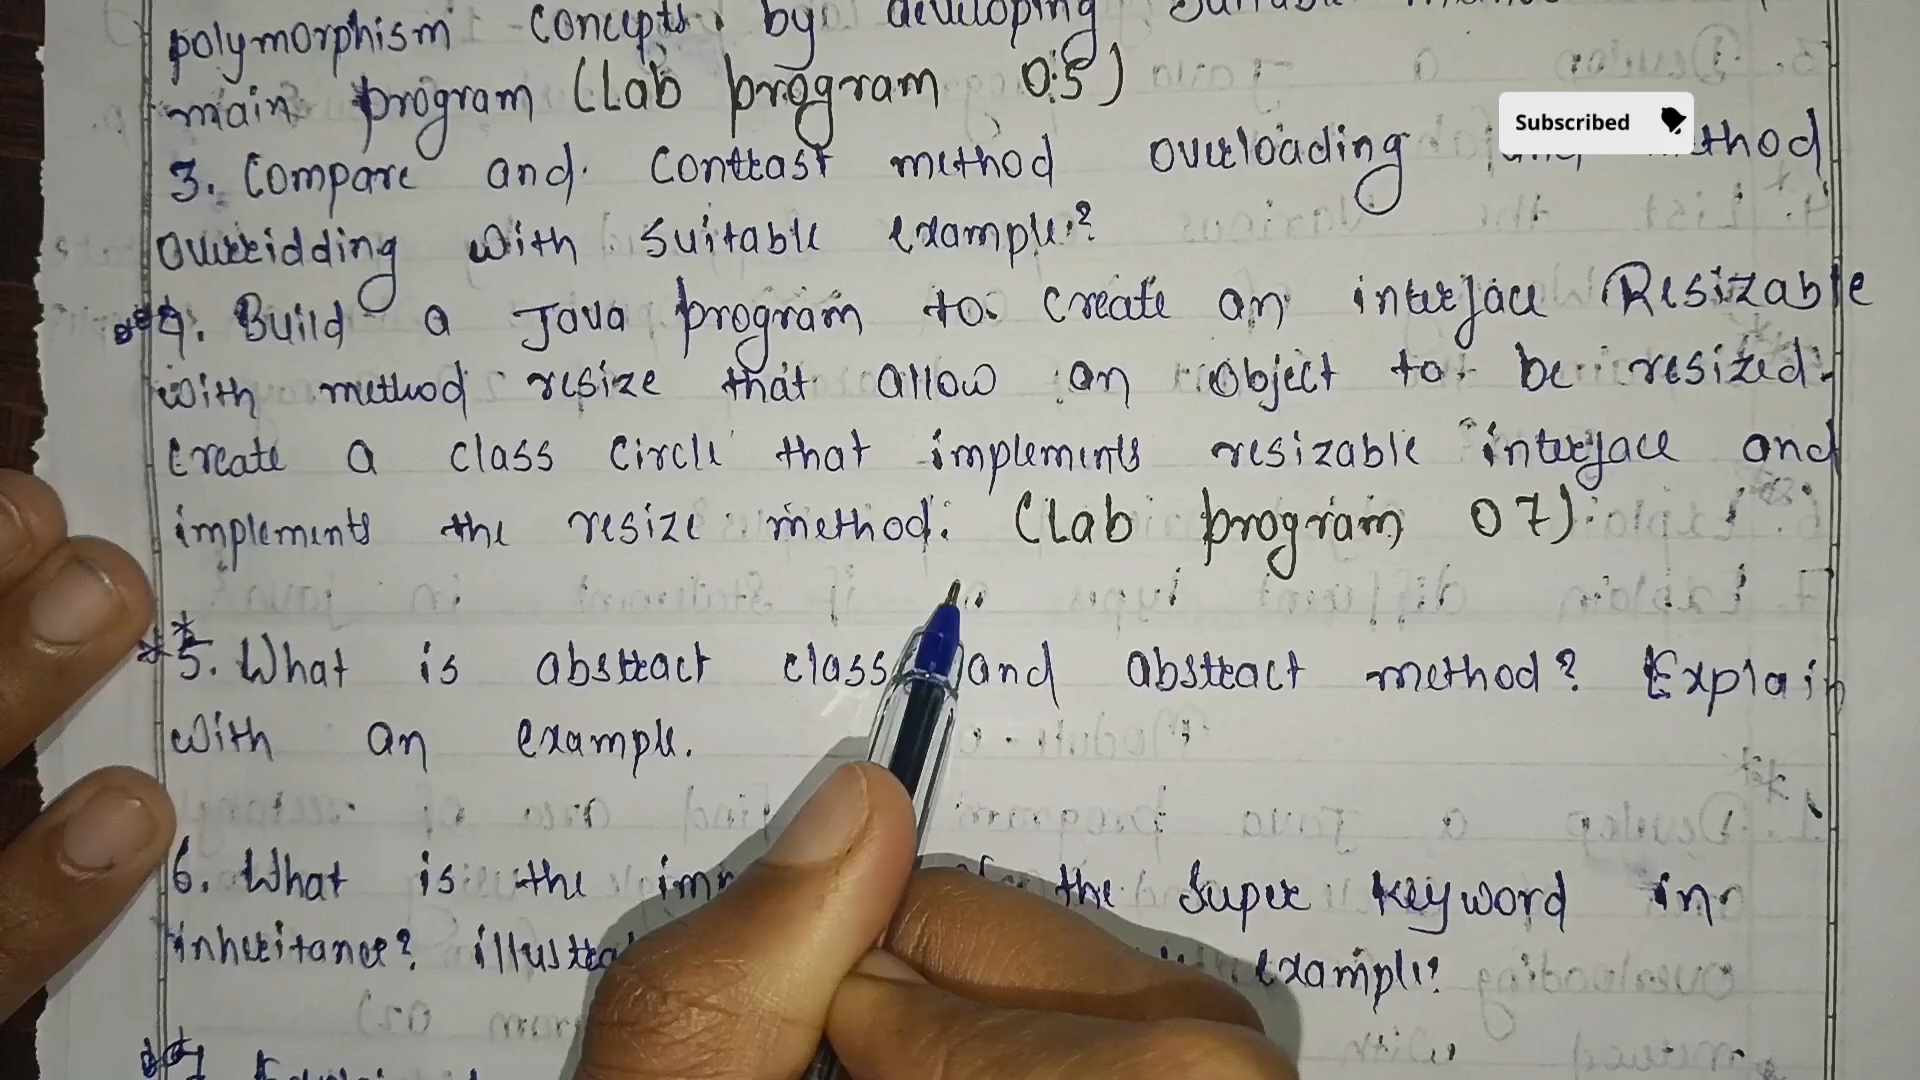 polymorphism concepts by developing
main program (Lab program 05)
Subscribed
3. Compare and contrast method overloading and method
overridding with suitable example?
4. Build a Java program to create an interface Resizable
with method resize that allow an object to be resized.
create a class circle that implements resizable interface and
implements the resize method. (Lab program 07)
5. What is abstract class and abstract method? Explain
with an example.
6. What is the the super keyword in
inheritance? example?